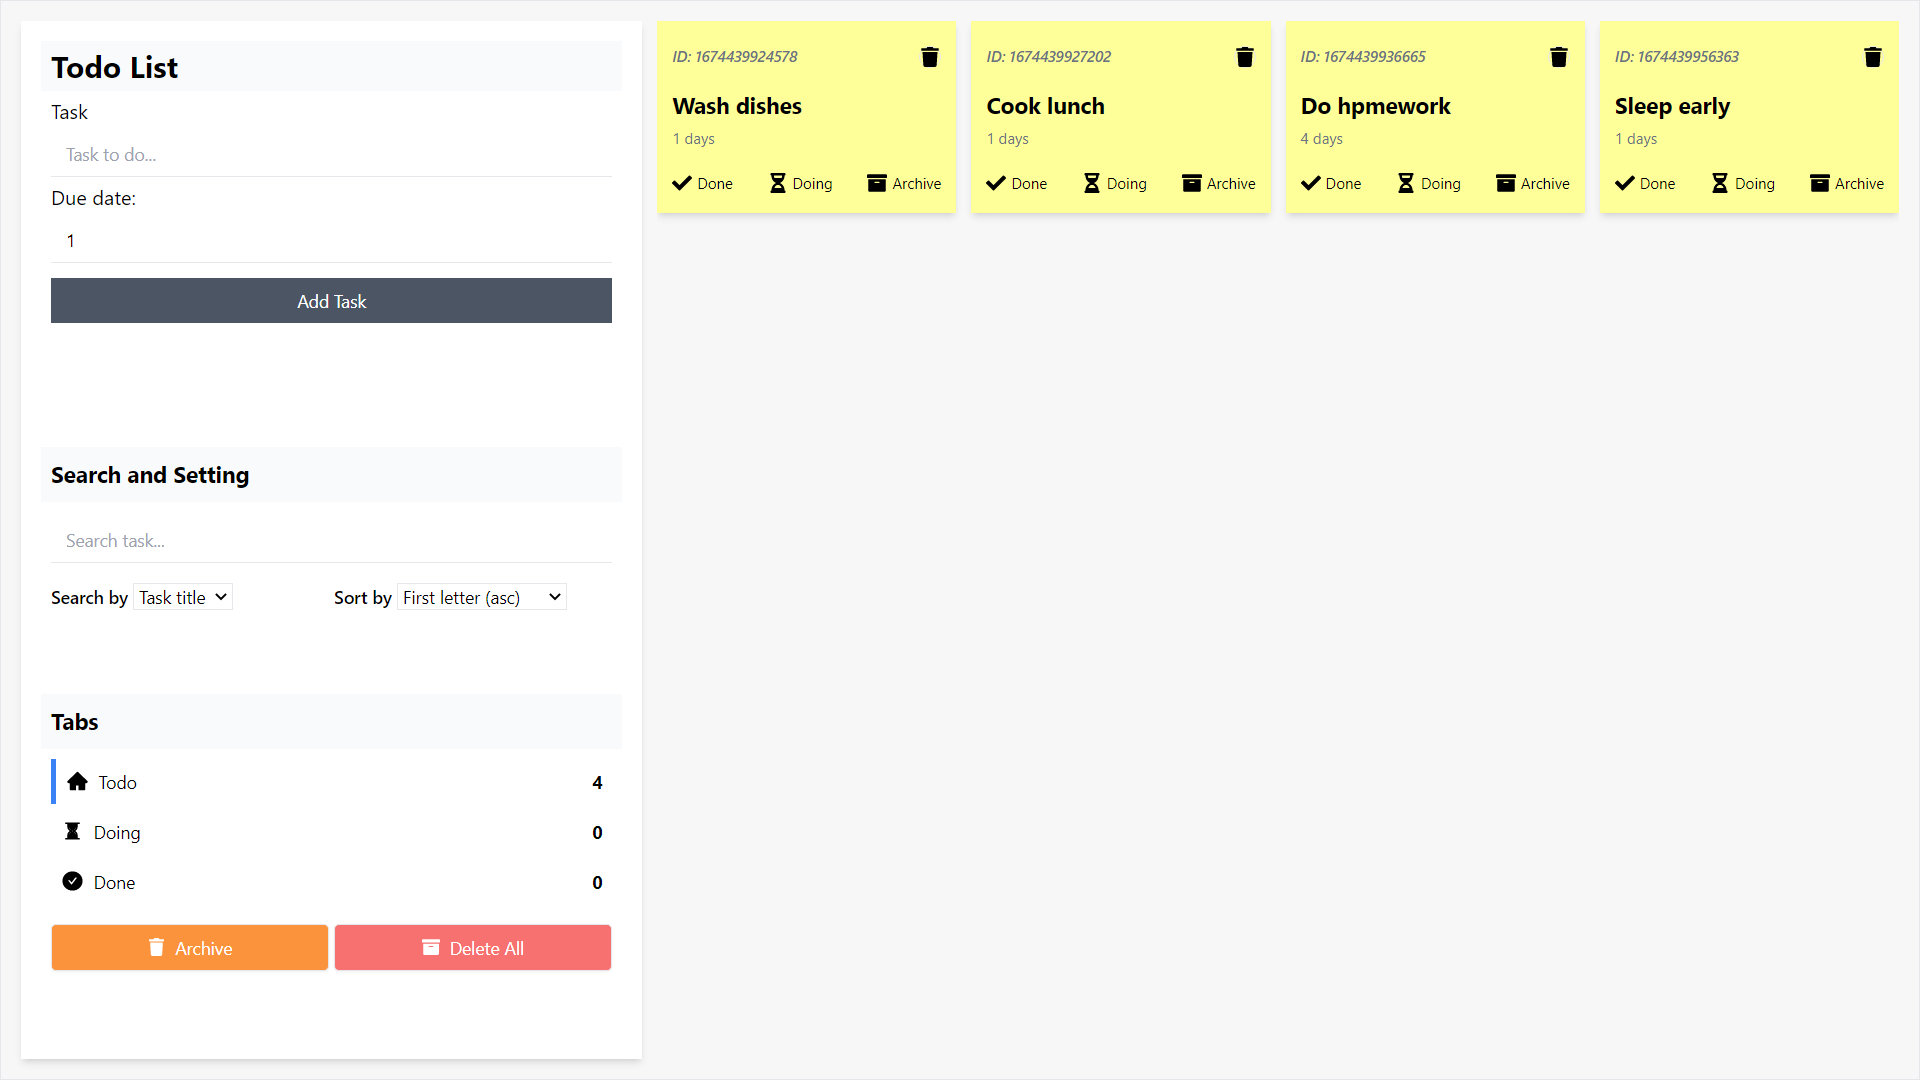 Todo List
Task
Task to do...
Due date:
1
Add Task
Search and Setting
Search task...
Search by Task title Sort by First letter (asc)
Tabs
Todo 4
Doing 0
Done 0
Archive Delete All
ID: 1674439924578
Wash dishes
1 days
Done Doing Archive
ID: 1674439927202
Cook lunch
1 days
Done Doing Archive
ID: 1674439936665
Do hpmework
4 days
Done Doing Archive
ID: 1674439956363
Sleep early
1 days
Done Doing Archive